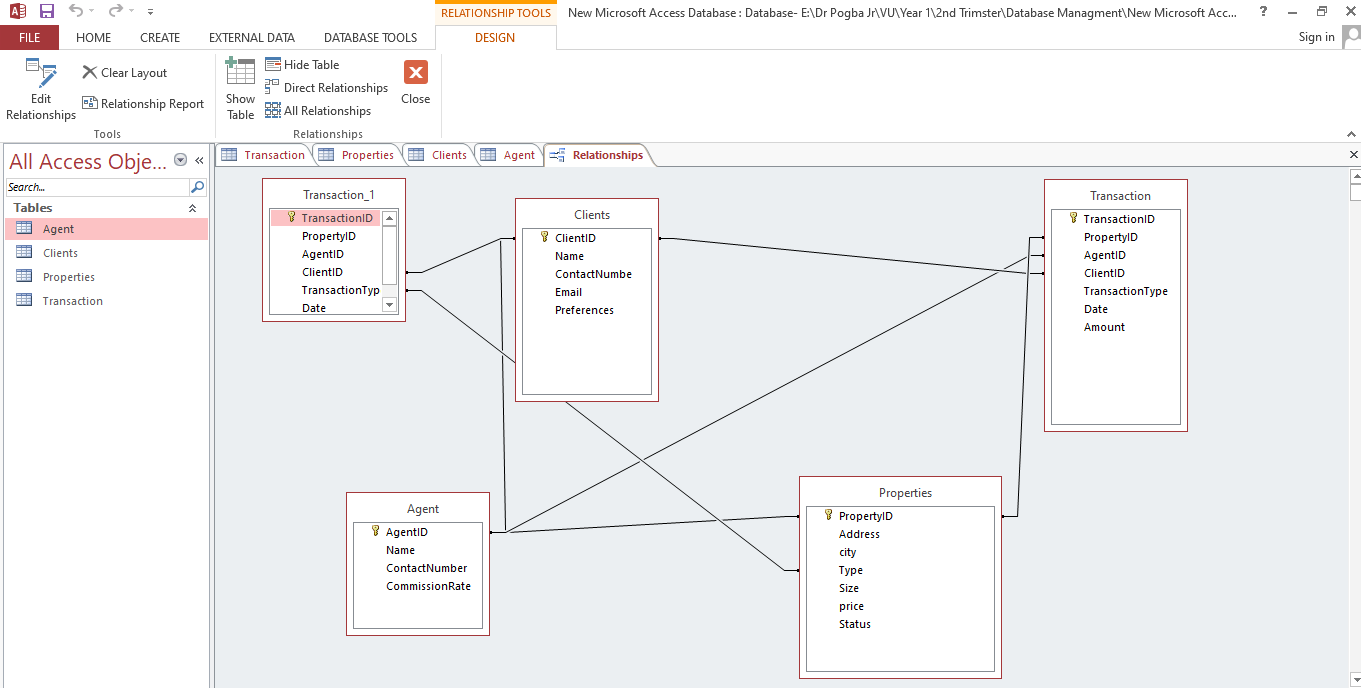 RELATIONSHIP TOOLS
New Microsoft Access Database : Database- E:\Dr Pogba Jr\VU\Year 1\2nd Trimster\Database Managment\New Microsoft Acc...
?
FILE
HOME
CREATE
EXTERNAL DATA
DATABASE TOOLS
DESIGN
Sign in
Edit
Relationships
Clear Layout
Relationship Report
Tools
Show
Table
Hide Table
Direct Relationships
All Relationships
Relationships
Close
All Access Obje...
Search...
Tables
Agent
Clients
Properties
Transaction
Transaction
Properties
Clients
Agent
Relationships
Transaction_1
TransactionID
PropertyID
AgentID
ClientID
TransactionTyp
Date
Clients
ClientID
Name
ContactNumbe
Email
Preferences
Transaction
TransactionID
PropertyID
AgentID
ClientID
TransactionType
Date
Amount
Agent
AgentID
Name
ContactNumber
CommissionRate
Properties
PropertyID
Address
city
Type
Size
price
Status